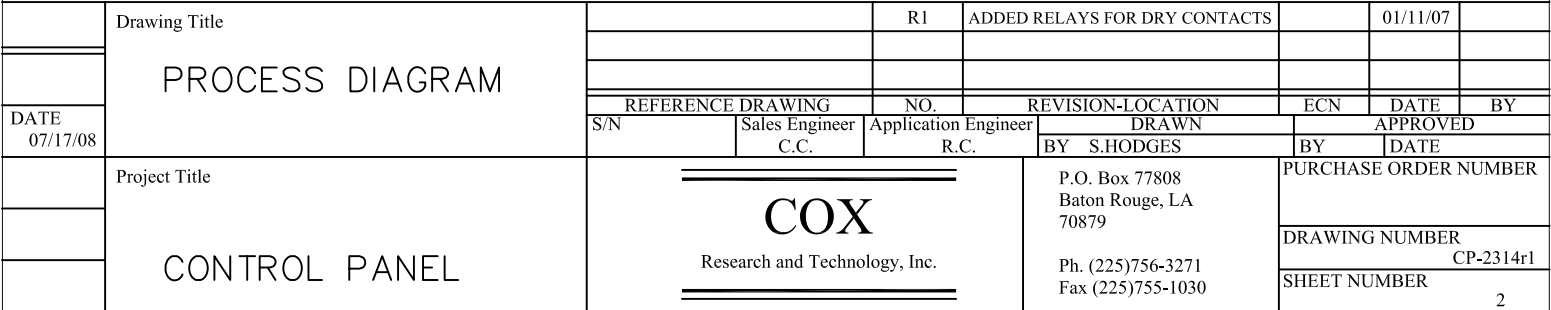 DATE
07/17/08
Drawing Title
PROCESS DIAGRAM
R1 ADDED RELAYS FOR DRY CONTACTS 01/11/07
REFERENCE DRAWING NO. REVISION-LOCATION ECN DATE BY
S/N Sales Engineer Application Engineer DRAWN APPROVED
C.C. R.C. BY S.HODGES BY DATE
Project Title
CONTROL PANEL
COX
Research and Technology, Inc.
P.O. Box 77808
Baton Rouge, LA
70879
Ph. (225)756-3271
Fax (225)755-1030
PURCHASE ORDER NUMBER
DRAWING NUMBER
CP-2314r1
SHEET NUMBER
2